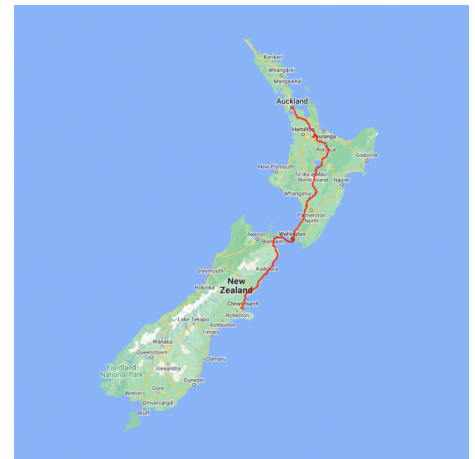 Kerikeri
Whangārei
Mangawhai
Auckland
Hamilton
Tauranga
Rotorua
Gisborne
New Plymouth
Te Ika-a-Māui
North Island
Napier
Whanganui
Palmerston
North
Nelson
Wellington
Blenheim
Greymouth
Kaikōura
Hokitika
New
Zealand
Christchurch
Rolleston
Lake Tekapo
Ashburton
Timaru
Wānaka
Queenstown
Oamaru
Fiordland
National Park
Alexandra
Dunedin
Gore
Winton
Invercargill
Bluff